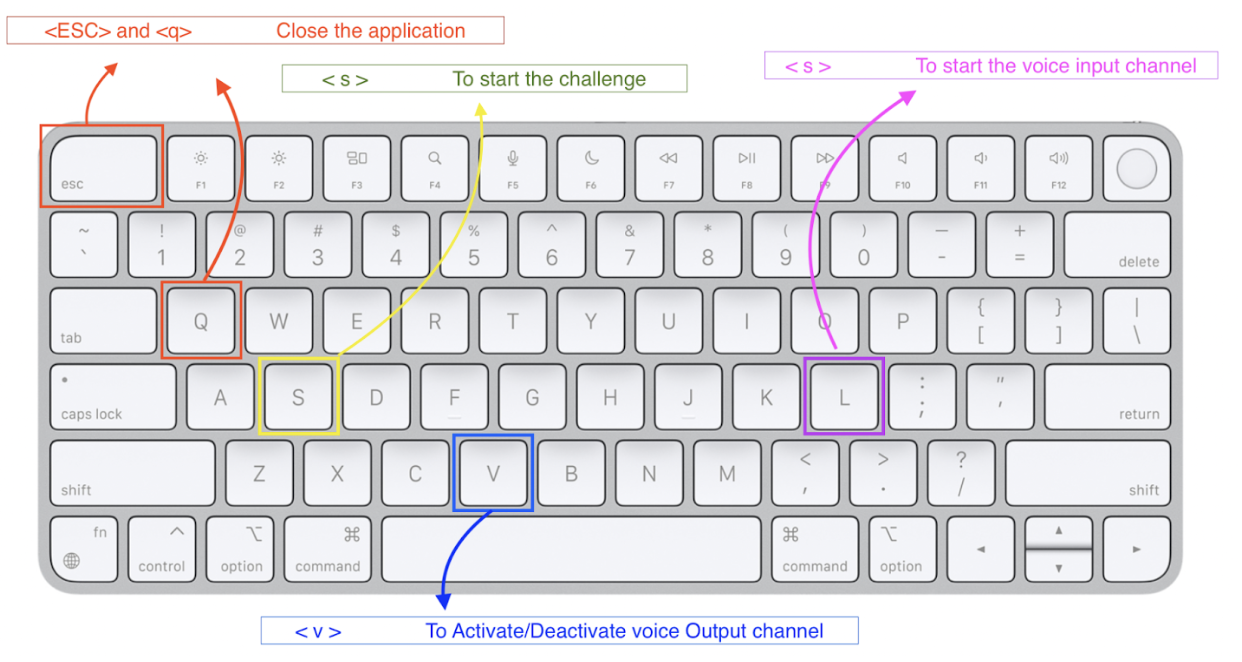 <ESC> and <q> Close the application
< s > To start the challenge
< s > To start the voice input channel
esc F1 F2 F3 F4 F5 F6 F7 F8 F9 F10 F11 F12
~ ! @ # $ % ^ & * ( ) — +
` 1 2 3 4 5 6 7 8 9 0 - = delete
tab Q W E R T Y U I O P { [ } ] | \
caps lock A S D F G H J K L : ; " , return
shift Z X C V B N M < , > . ? / shift
fn control option command command option
< v > To Activate/Deactivate voice Output channel